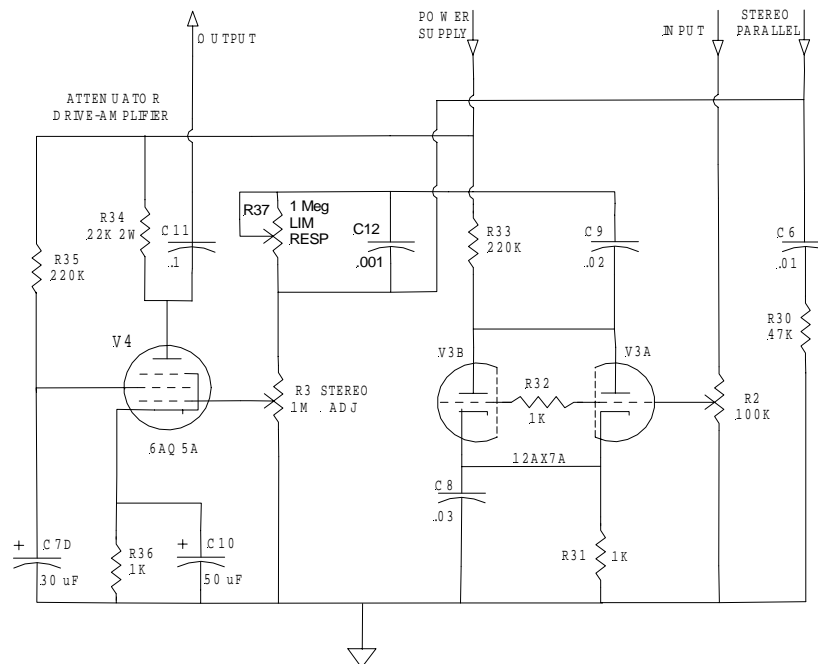 POWER
SUPPLY
STEREO
PARALLEL
INPUT
OUTPUT
ATTENUATOR
DRIVE-AMPLIFIER
R37
1 Meg
LIM
RESP
C12
.001
R34
22K 2W
C11
.1
R33
220K
C9
.02
C6
.01
R35
220K
R30
47K
V4
V3B
V3A
R3 STEREO
1M . ADJ
R32
1K
R2
100K
6AQ5A
12AX7A
C8
.03
C7D
+
30 uF
R36
1K
+
C10
50 uF
R31
1K